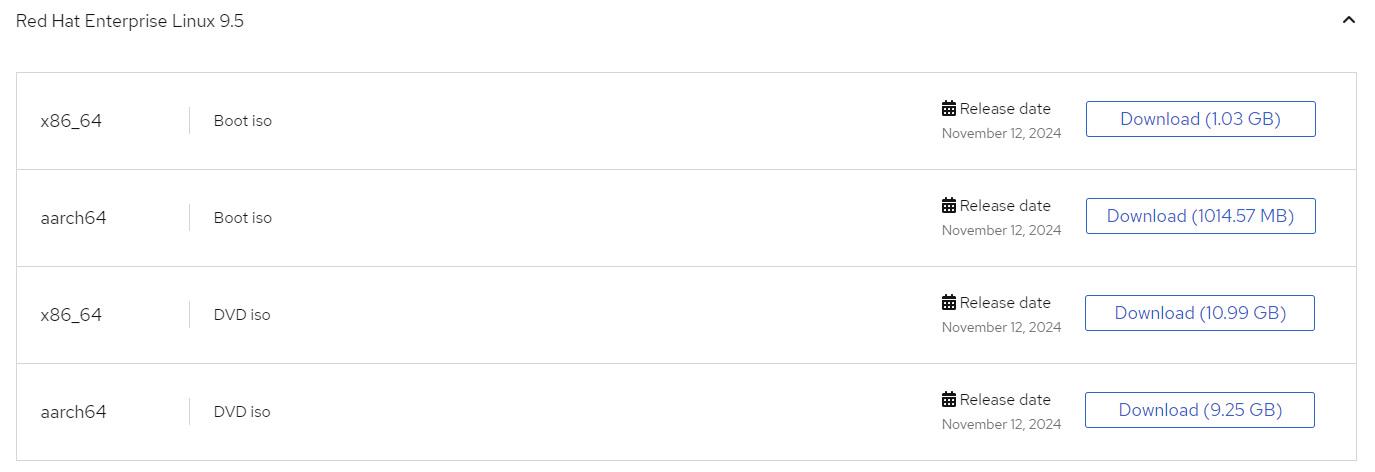 Red Hat Enterprise Linux 9.5
x86_64 Boot iso Release date November 12, 2024 Download (1.03 GB)
aarch64 Boot iso Release date November 12, 2024 Download (1014.57 MB)
x86_64 DVD iso Release date November 12, 2024 Download (10.99 GB)
aarch64 DVD iso Release date November 12, 2024 Download (9.25 GB)